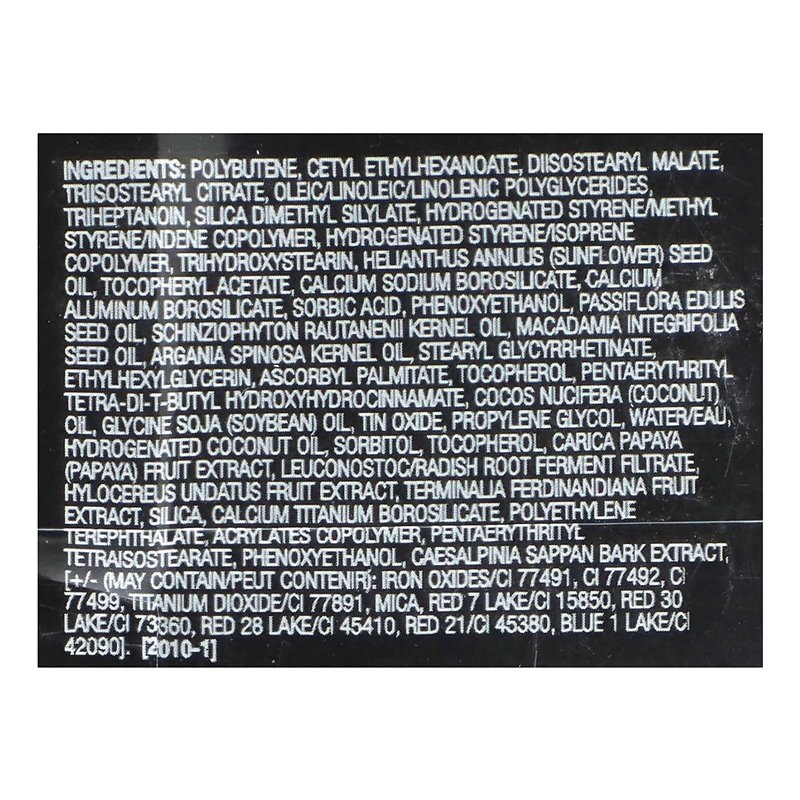 INGREDIENTS: POLYBUTENE, CETYL ETHYLHEXANOATE, DIISOSTEARYL MALATE,
TRIISOSTEARYL CITRATE, OLEIC/LINOLEIC/LINOLENIC POLYGLYCERIDES,
TRIHEPTANOIN, SILICA DIMETHYL SILYLATE, HYDROGENATED STYRENE/METHYL
STYRENE/INDENE COPOLYMER, HYDROGENATED STYRENE/ISOPRENE
COPOLYMER, TRIHYDROXYSTEARIN, HELIANTHUS ANNUUS (SUNFLOWER) SEED
OIL, TOCOPHERYL ACETATE, CALCIUM SODIUM BOROSILICATE, CALCIUM
ALUMINUM BOROSILICATE, SORBIC ACID, PHENOXYETHANOL, PASSIFLORA EDULIS
SEED OIL, SCHINZIOPHYTON RAUTANENII KERNEL OIL, MACADAMIA INTEGRIFOLIA
SEED OIL, ARGANIA SPINOSA KERNEL OIL, STEARYL GLYCYRRHETINATE,
ETHYLHEXYLGLYCERIN, ASCORBYL PALMITATE, TOCOPHEROL, PENTAERYTHRITYL
TETRA-DI-T-BUTYL HYDROXYHYDROCINNAMATE, COCOS NUCIFERA (COCONUT)
OIL, GLYCINE SOJA (SOYBEAN) OIL, TIN OXIDE, PROPYLENE GLYCOL, WATER/EAU,
HYDROGENATED COCONUT OIL, SORBITOL, TOCOPHEROL, CARICA PAPAYA
(PAPAYA) FRUIT EXTRACT, LEUCONOSTOC/RADISH ROOT FERMENT FILTRATE,
HYLOCEREUS UNDATUS FRUIT EXTRACT, TERMINALIA FERDINANDIANA FRUIT
EXTRACT, SILICA, CALCIUM TITANIUM BOROSILICATE, POLYETHYLENE
TEREPHTHALATE, ACRYLATES COPOLYMER, PENTAERYTHRITYL
TETRAISOSTEARATE, PHENOXYETHANOL, CAESALPINIA SAPPAN BARK EXTRACT,
[+/- (MAY CONTAIN/PEUT CONTENIR): IRON OXIDES/CI 77491, CI 77492, CI
77499, TITANIUM DIOXIDE/CI 77891, MICA, RED 7 LAKE/CI 15850, RED 30
LAKE/CI 73360, RED 28 LAKE/CI 45410, RED 21/CI 45380, BLUE 1 LAKE/CI
42090]. [2010-1]